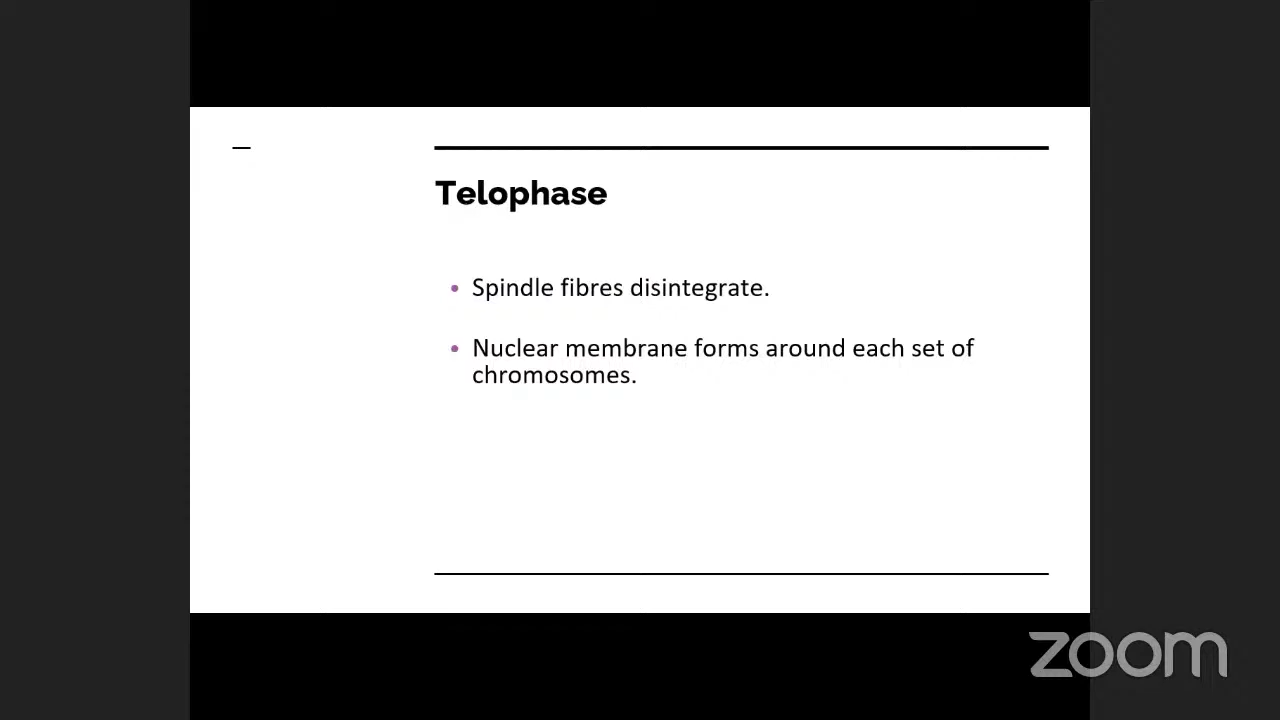 Telophase
• Spindle fibres disintegrate.
• Nuclear membrane forms around each set of
chromosomes.
zoom